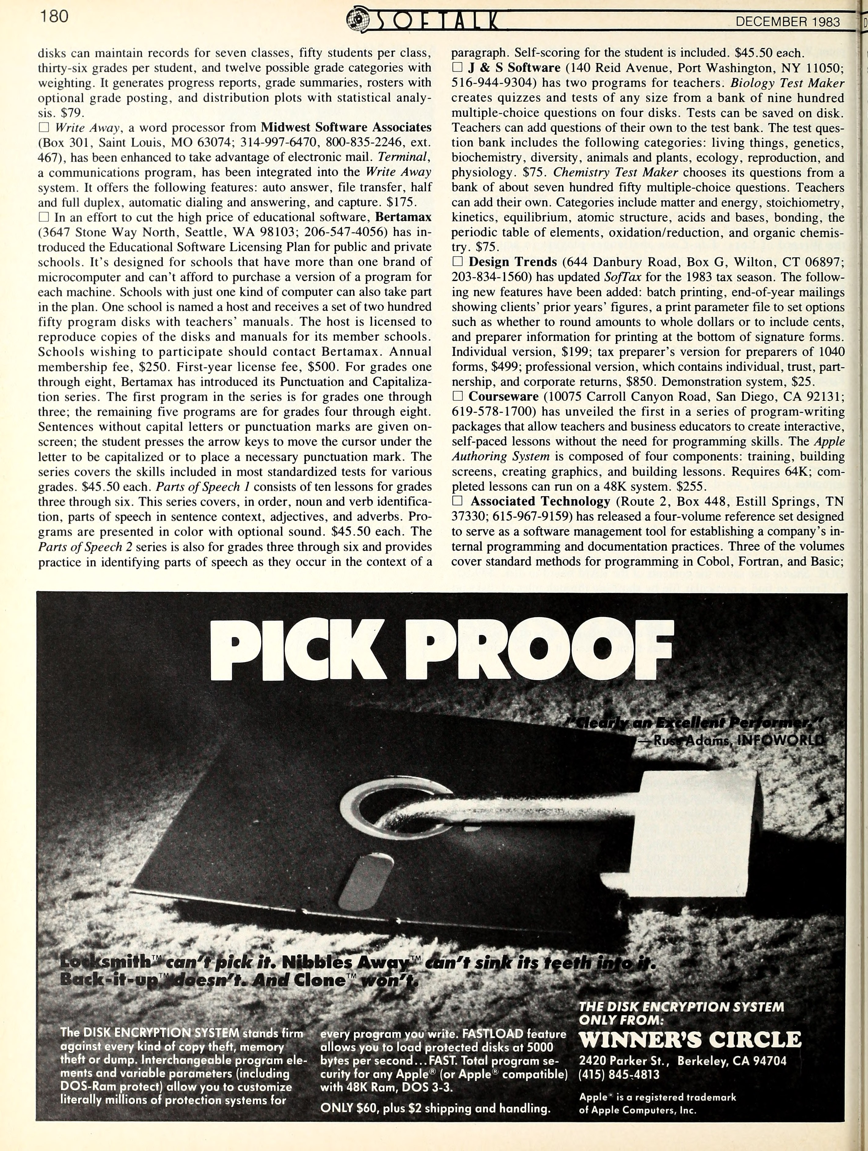 180
SOFTALK
DECEMBER 1983
disks can maintain records for seven classes, fifty students per class,
thirty-six grades per student, and twelve possible grade categories with
weighting. It generates progress reports, grade summaries, rosters with
optional grade posting, and distribution plots with statistical analy-
sis. $79.
□ Write Away, a word processor from Midwest Software Associates
(Box 301, Saint Louis, MO 63074; 314-997-6470, 800-835-2246, ext.
467), has been enhanced to take advantage of electronic mail. Terminal,
a communications program, has been integrated into the Write Away
system. It offers the following features: auto answer, file transfer, half
and full duplex, automatic dialing and answering, and capture. $175.
□ In an effort to cut the high price of educational software, Bertamax
(3647 Stone Way North, Seattle, WA 98103; 206-547-4056) has in-
troduced the Educational Software Licensing Plan for public and private
schools. It's designed for schools that have more than one brand of
microcomputer and can't afford to purchase a version of a program for
each machine. Schools with just one kind of computer can also take part
in the plan. One school is named a host and receives a set of two hundred
fifty program disks with teachers' manuals. The host is licensed to
reproduce copies of the disks and manuals for its member schools.
Schools wishing to participate should contact Bertamax. Annual
membership fee, $250. First-year license fee, $500. For grades one
through eight, Bertamax has introduced its Punctuation and Capitaliza-
tion series. The first program in the series is for grades one through
three; the remaining five programs are for grades four through eight.
Sentences without capital letters or punctuation marks are given on-
screen; the student presses the arrow keys to move the cursor under the
letter to be capitalized or to place a necessary punctuation mark. The
series covers the skills included in most standardized tests for various
grades. $45.50 each. Parts of Speech 1 consists of ten lessons for grades
three through six. This series covers, in order, noun and verb identifica-
tion, parts of speech in sentence context, adjectives, and adverbs. Pro-
grams are presented in color with optional sound. $45.50 each. The
Parts of Speech 2 series is also for grades three through six and provides
practice in identifying parts of speech as they occur in the context of a
paragraph. Self-scoring for the student is included. $45.50 each.
□ J & S Software (140 Reid Avenue, Port Washington, NY 11050;
516-944-9304) has two programs for teachers. Biology Test Maker
creates quizzes and tests of any size from a bank of nine hundred
multiple-choice questions on four disks. Tests can be saved on disk.
Teachers can add questions of their own to the test bank. The test ques-
tion bank includes the following categories: living things, genetics,
biochemistry, diversity, animals and plants, ecology, reproduction, and
physiology. $75. Chemistry Test Maker chooses its questions from a
bank of about seven hundred fifty multiple-choice questions. Teachers
can add their own. Categories include matter and energy, stoichiometry,
kinetics, equilibrium, atomic structure, acids and bases, bonding, the
periodic table of elements, oxidation/reduction, and organic chemis-
try. $75.
□ Design Trends (644 Danbury Road, Box G, Wilton, CT 06897;
203-834-1560) has updated SofTax for the 1983 tax season. The follow-
ing new features have been added: batch printing, end-of-year mailings
showing clients' prior years' figures, a print parameter file to set options
such as whether to round amounts to whole dollars or to include cents,
and preparer information for printing at the bottom of signature forms.
Individual version, $199; tax preparer's version for preparers of 1040
forms, $499; professional version, which contains individual, trust, part-
nership, and corporate returns, $850. Demonstration system, $25.
□ Courseware (10075 Carroll Canyon Road, San Diego, CA 92131;
619-578-1700) has unveiled the first in a series of program-writing
packages that allow teachers and business educators to create interactive,
self-paced lessons without the need for programming skills. The Apple
Authoring System is composed of four components: training, building
screens, creating graphics, and building lessons. Requires 64K; com-
pleted lessons can run on a 48K system. $255.
□ Associated Technology (Route 2, Box 448, Estill Springs, TN
37330; 615-967-9159) has released a four-volume reference set designed
to serve as a software management tool for establishing a company's in-
ternal programming and documentation practices. Three of the volumes
cover standard methods for programming in Cobol, Fortran, and Basic;
PICK PROOF
"Clearly an Excellent Performer."
—Russ Adams, INFOWORLD
Locksmith™ can't pick it. Nibbles Away™ can't sink its teeth into it.
Back-it-up™ doesn't. And Clone™ won't.
The DISK ENCRYPTION SYSTEM stands firm
against every kind of copy theft, memory
theft or dump. Interchangeable program ele-
ments and variable parameters (including
DOS-Ram protect) allow you to customize
literally millions of protection systems for
every program you write. FASTLOAD feature
allows you to load protected disks at 5000
bytes per second...FAST. Total program se-
curity for any Apple® (or Apple® compatible)
with 48K Ram, DOS 3-3.
ONLY $60, plus $2 shipping and handling.
THE DISK ENCRYPTION SYSTEM
ONLY FROM:
WINNER'S CIRCLE
2420 Parker St., Berkeley, CA 94704
(415) 845-4813
Apple® is a registered trademark
of Apple Computers, Inc.